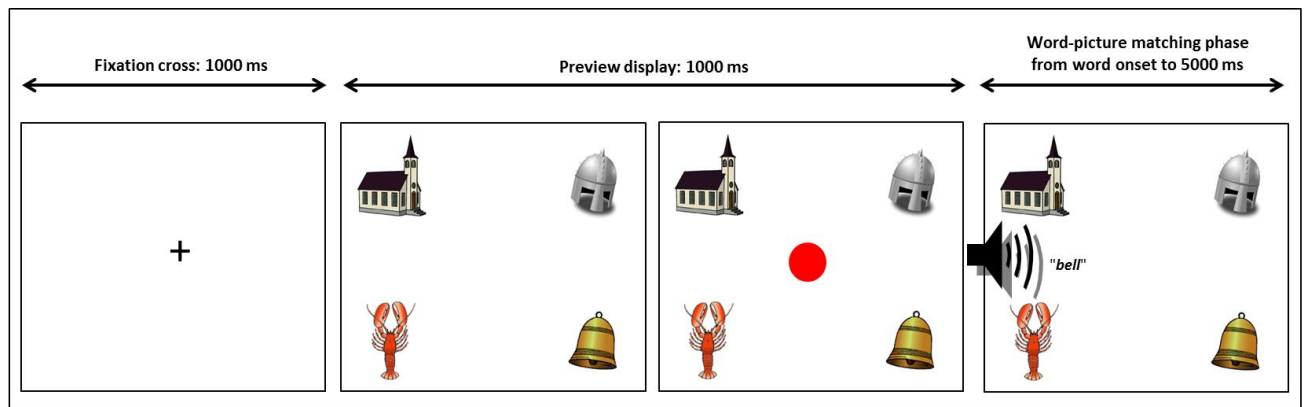 Fixation cross: 1000 ms
Preview display: 1000 ms
Word-picture matching phase
from word onset to 5000 ms
"bell"